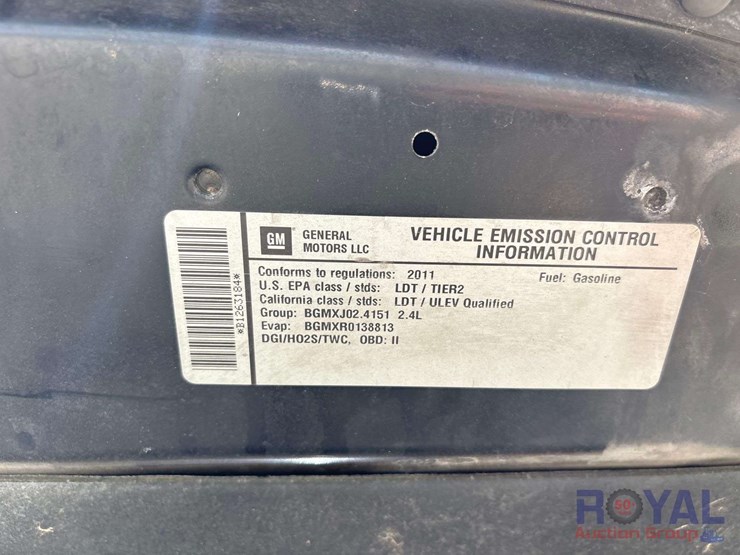 *B1263184*
GM
GENERAL
MOTORS LLC
VEHICLE EMISSION CONTROL
INFORMATION
Conforms to regulations: 2011
Fuel: Gasoline
U.S. EPA class / stds: LDT / TIER2
California class / stds: LDT / ULEV Qualified
Group: BGMXJ02.4151 2.4L
Evap: BGMXR0138813
DGI/HO2S/TWC, OBD: II
ROYAL
50
Auction Group